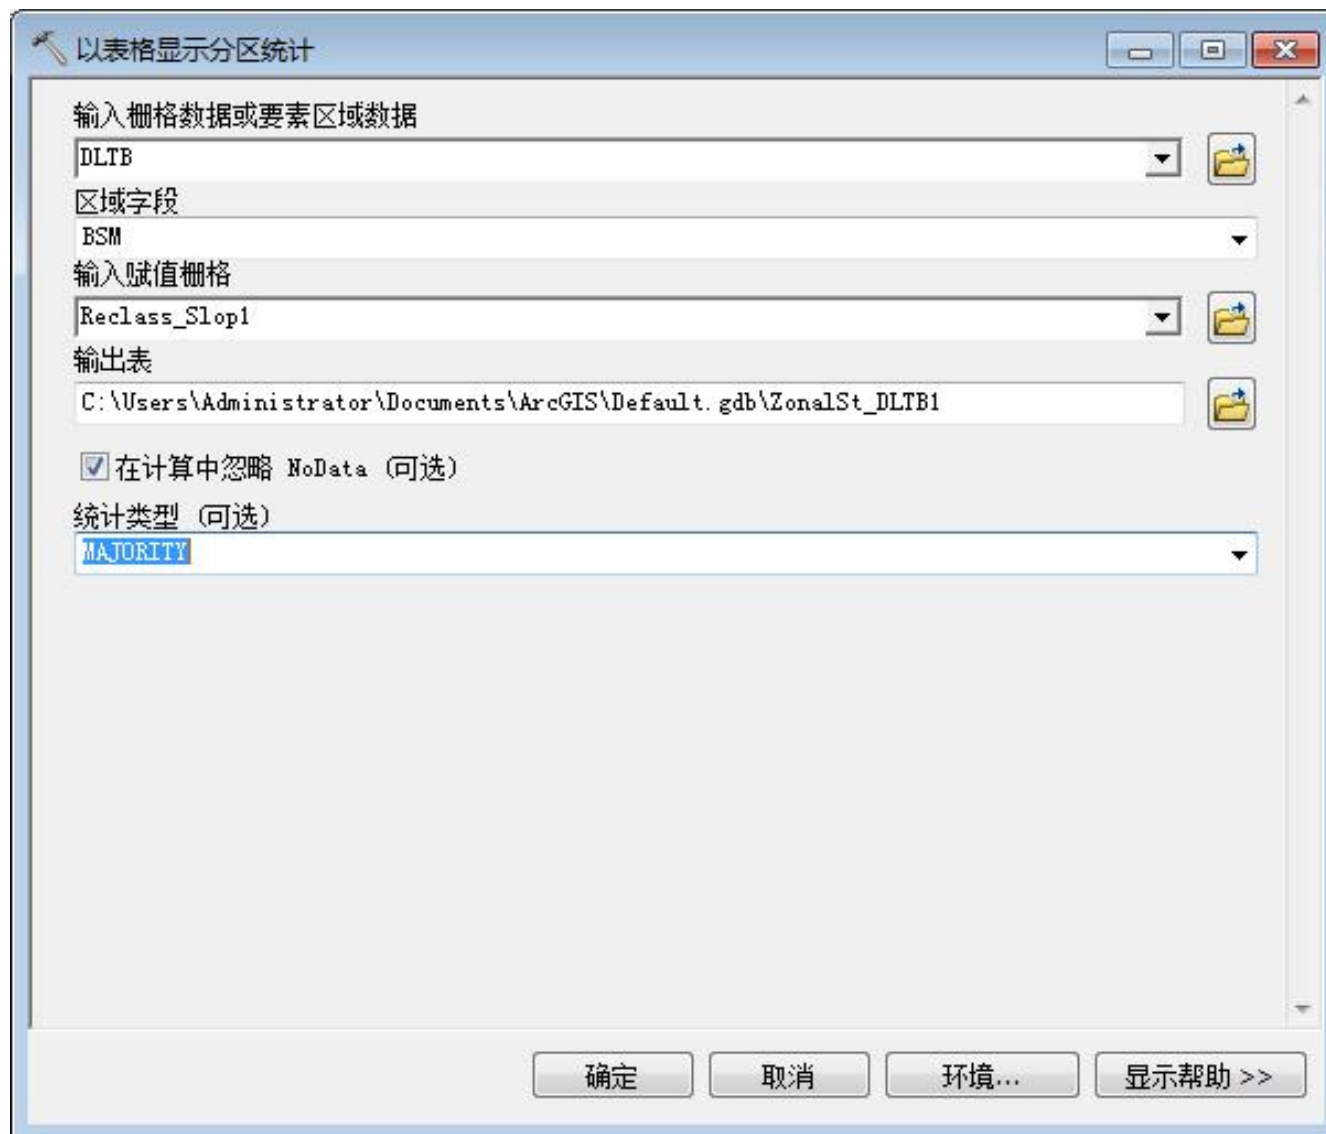 以表格显示分区统计
输入栅格数据或要素区域数据
DLTB
区域字段
BSM
输入赋值栅格
Reclass_Slop1
输出表
C:\Users\Administrator\Documents\ArcGIS\Default.gdb\ZonalSt_DLTB1
在计算中忽略 NoData (可选)
统计类型 (可选)
MAJORITY
确定 取消 环境... 显示帮助 >>